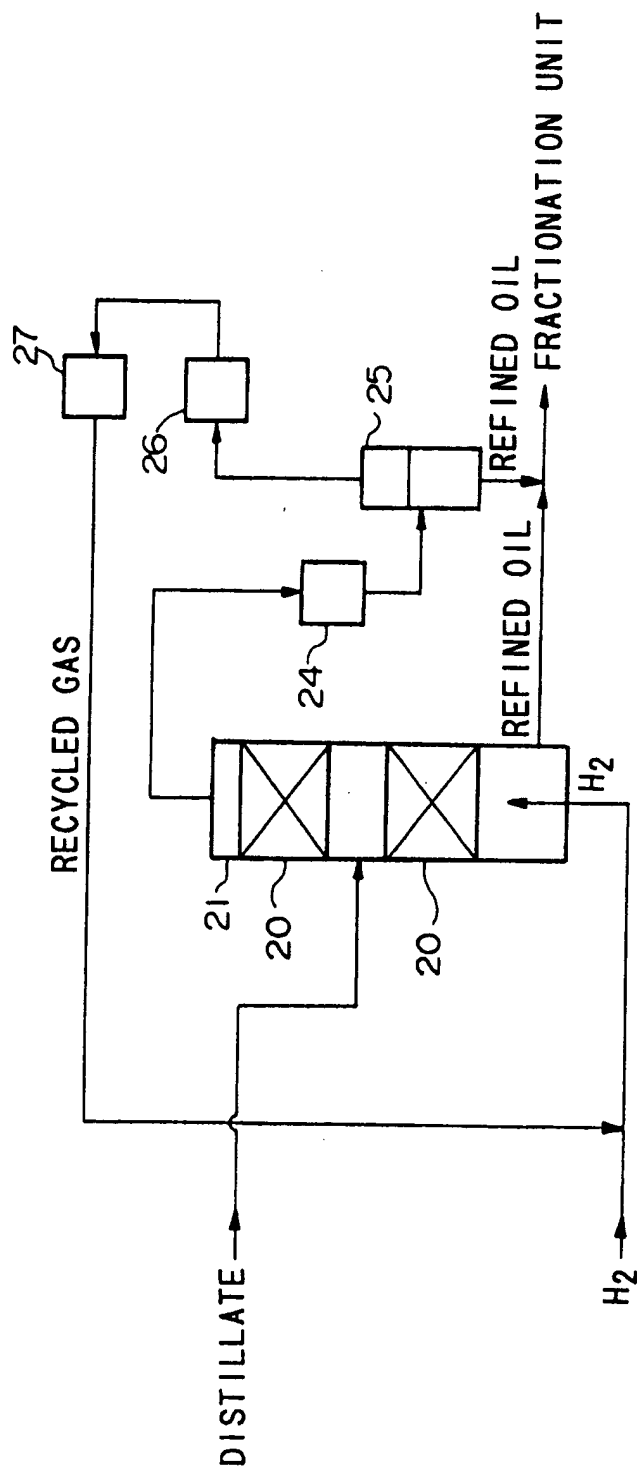 RECYCLED GAS
27
26
25
24
21
20
20
DISTILLATE
REFINED OIL
REFINED OIL
FRACTIONATION UNIT
H2
H2